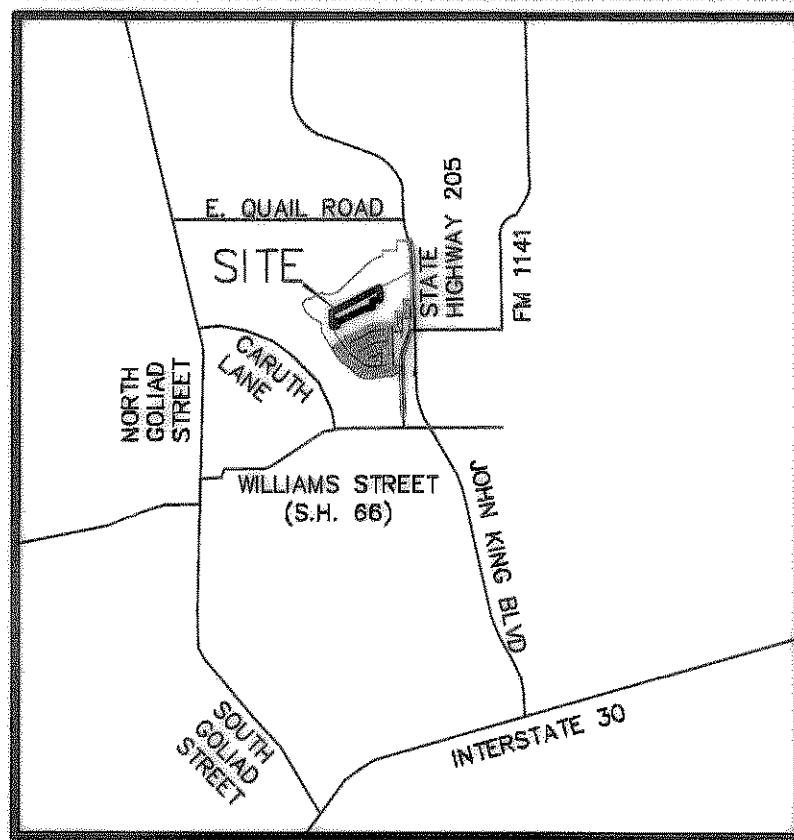 E. QUAIL ROAD
SITE
STATE
HIGHWAY 205
FM 1141
CARUTH
LANE
NORTH
GOLIAD
STREET
WILLIAMS STREET
(S.H. 66)
JOHN KING BLVD
SOUTH
GOLIAD
STREET
INTERSTATE 30